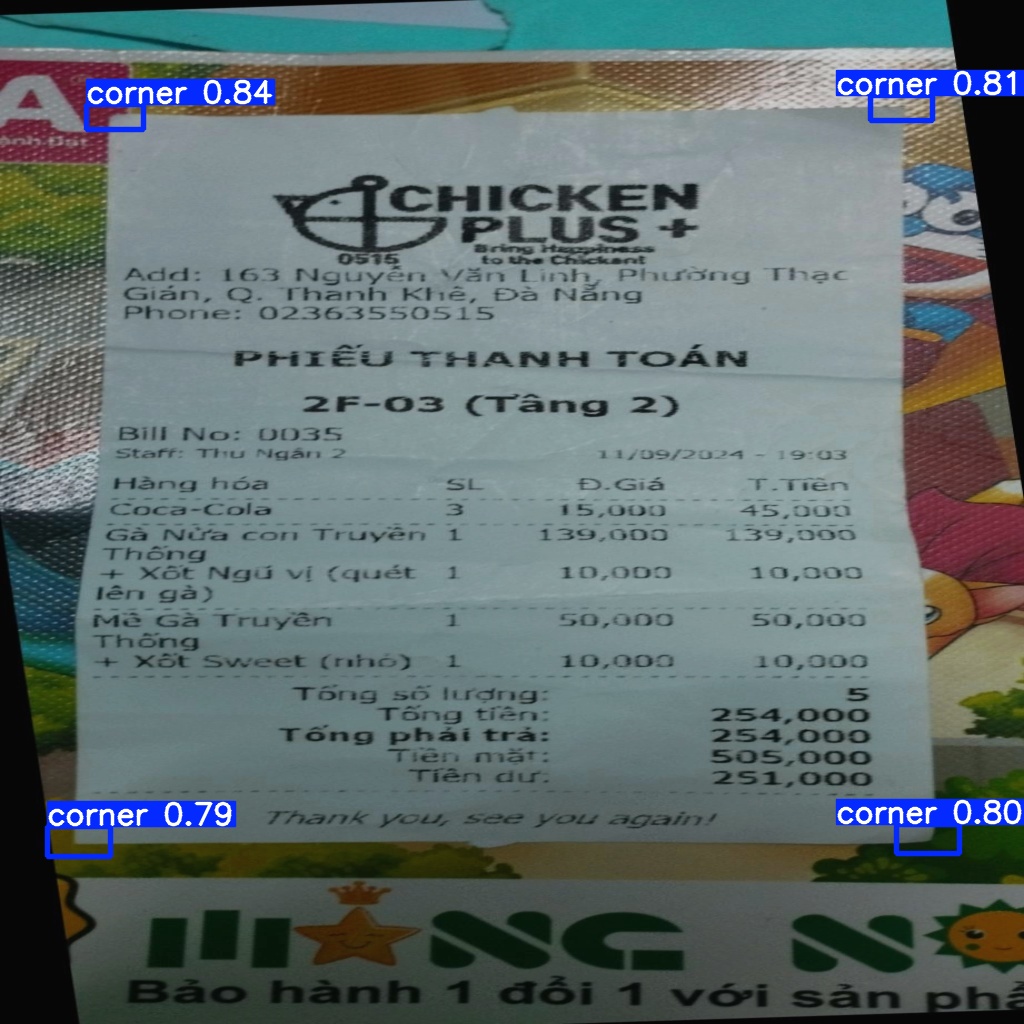 corner 0.84
corner 0.81
A
CHICKEN
PLUS +
Bring Happiness
to the Chickent
0515
Add: 163 Nguyễn Văn Linh, Phường Thạc
Gián, Q. Thanh Khê, Đà Nẵng
Phone: 02363550515
PHIẾU THANH TOÁN
2F-03 (Tầng 2)
Bill No: 0035
Staff: Thu Ngân 2 11/09/2024 - 19:03
Hàng hóa SL Đ.Giá T.Tiền
Coca-Cola 3 15,000 45,000
Gà Nửa con Truyền 1 139,000 139,000
Thống
+ Xốt Ngũ vị (quét 1 10,000 10,000
lên gà)
Mề Gà Truyền 1 50,000 50,000
Thống
+ Xốt Sweet (nhỏ) 1 10,000 10,000
Tổng số lượng: 5
Tổng tiền: 254,000
Tổng phải trả: 254,000
Tiền mặt: 505,000
Tiền dư: 251,000
corner 0.79
corner 0.80
Thank you, see you again!
Bảo hành 1 đổi 1 với sản phẩ